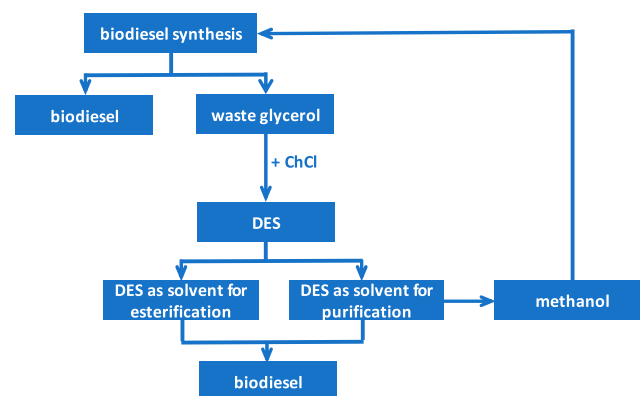 biodiesel synthesis
biodiesel
waste glycerol
+ ChCl
DES
DES as solvent for
esterification
DES as solvent for
purification
methanol
biodiesel